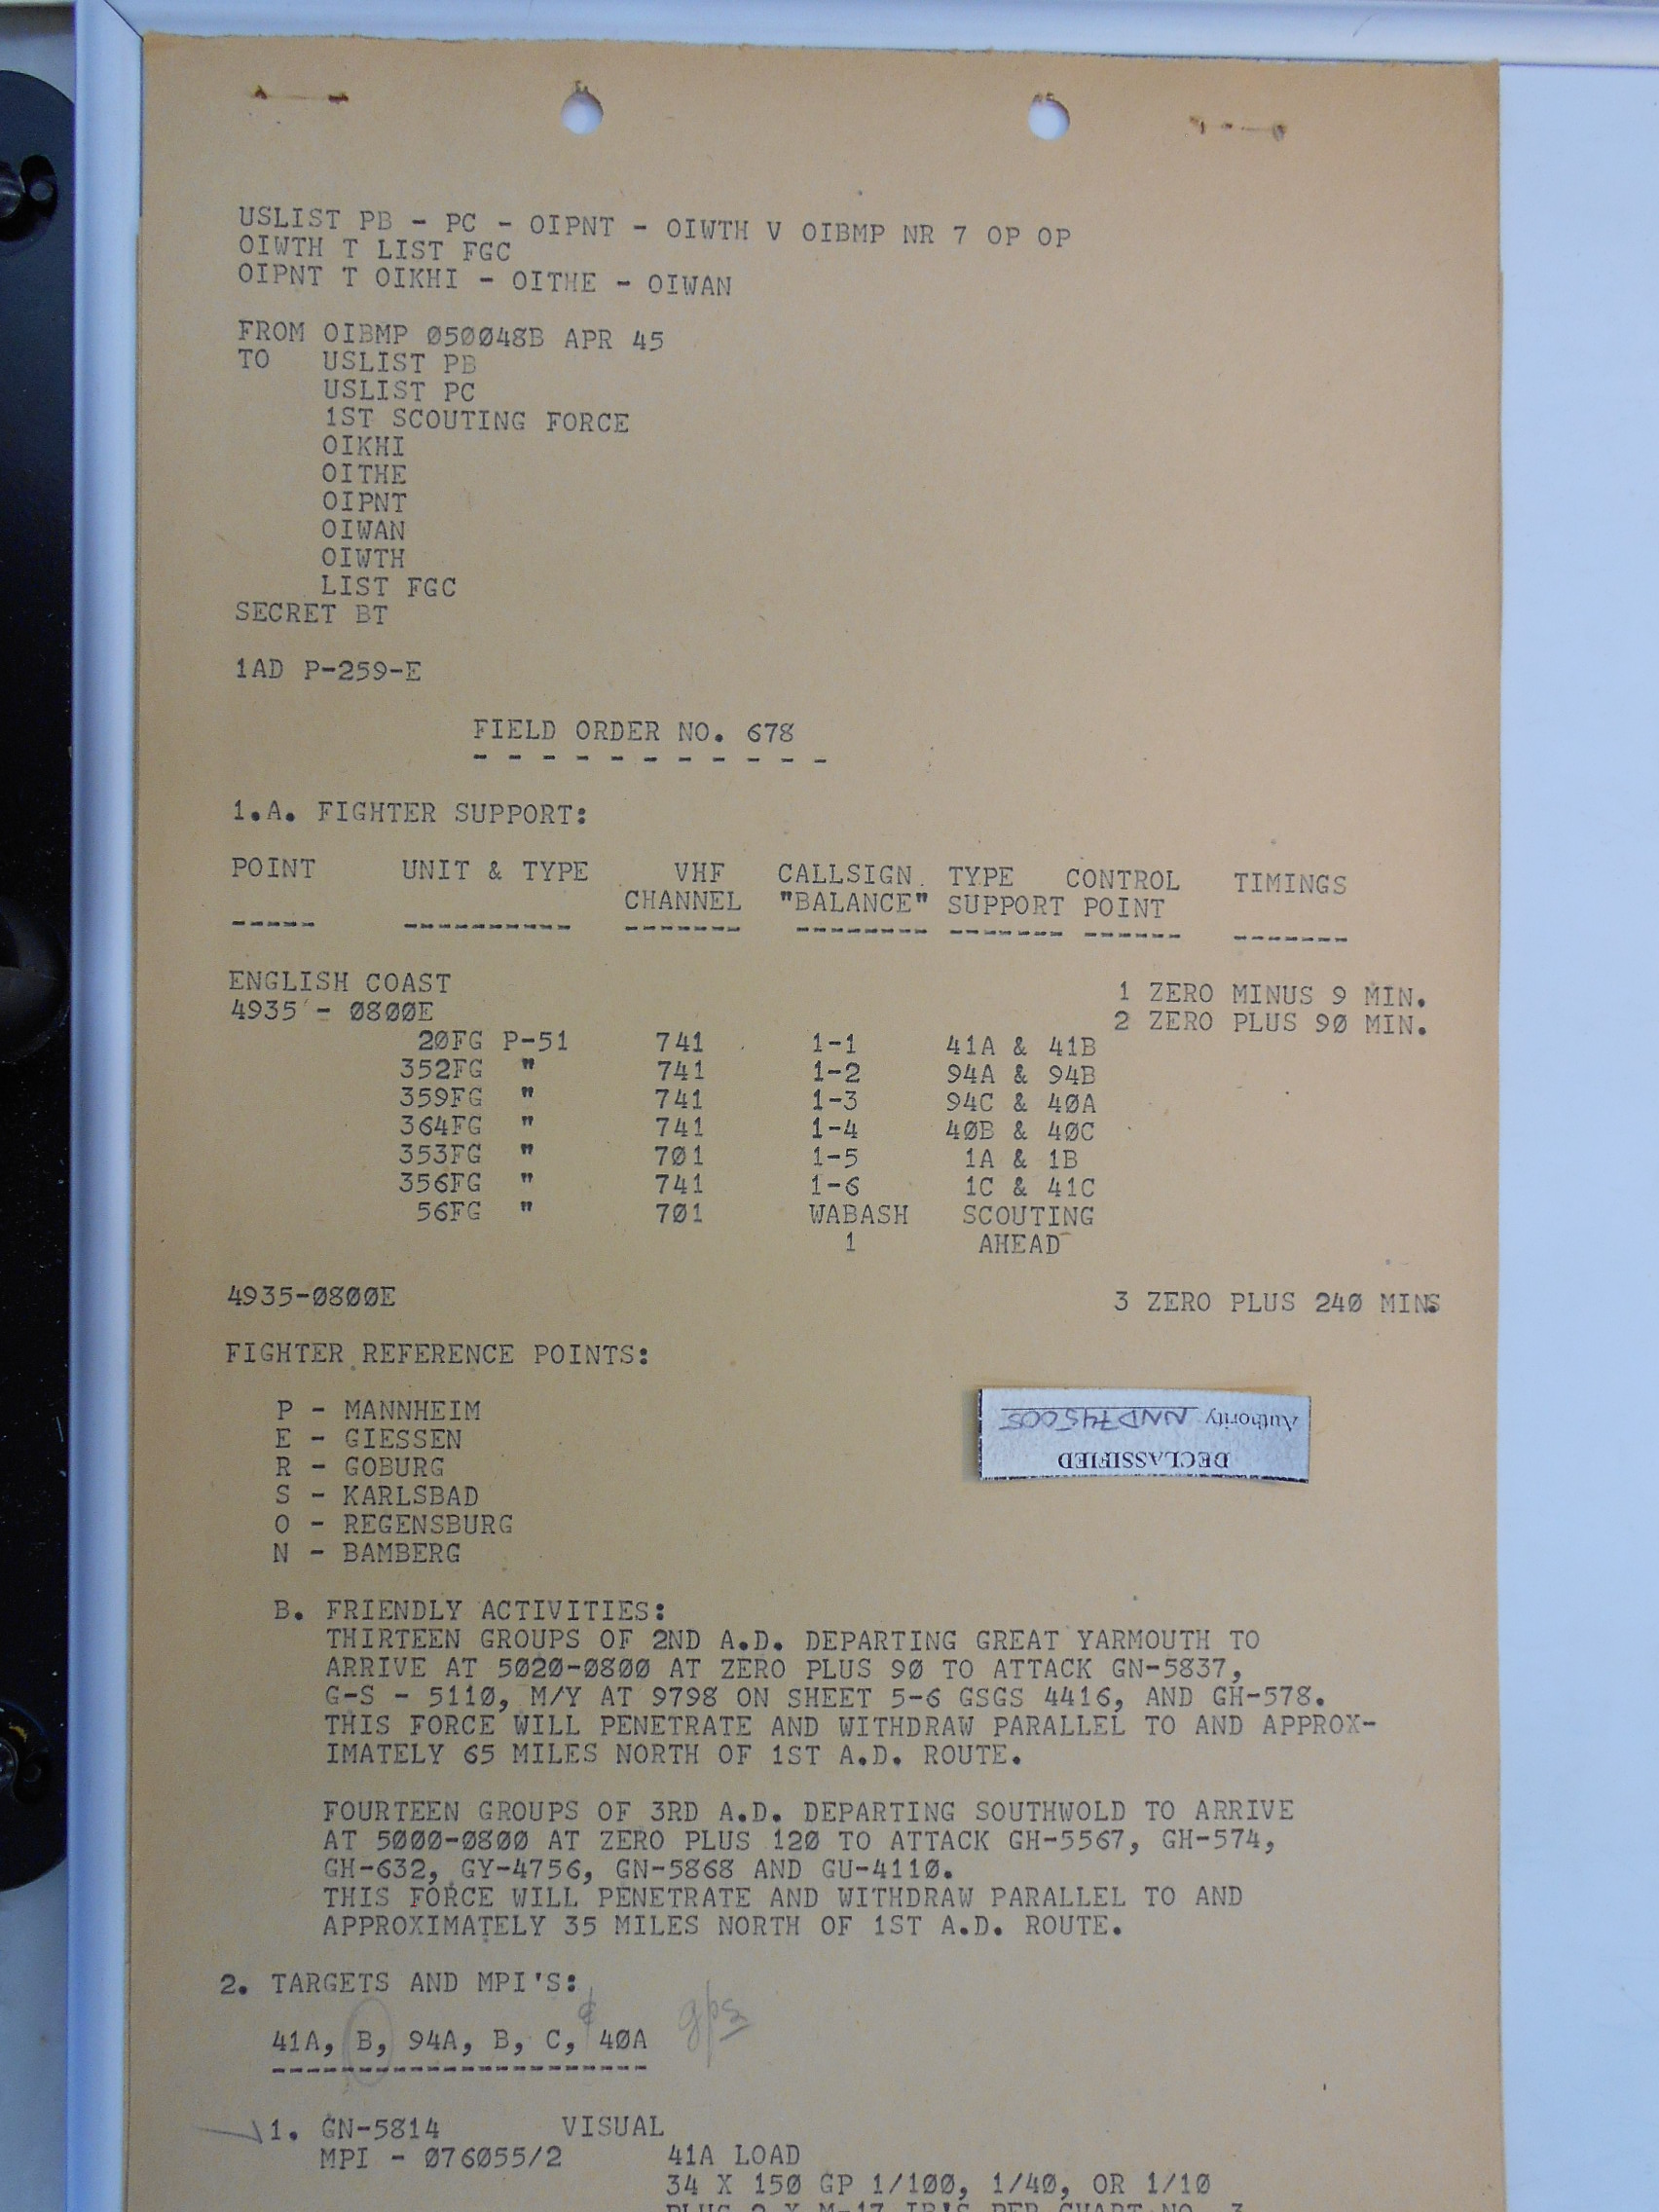 USLIST PB - PC - OIPNT - OIWTH V OIBMP NR 7 OP OP
OIWTH T LIST FGC
OIPNT T OIKHI - OITHE - OIWAN
FROM OIBMP 050048B APR 45
TO USLIST PB
USLIST PC
1ST SCOUTING FORCE
OIKHI
OITHE
OIPNT
OIWAN
OIWTH
LIST FGC
SECRET BT
1AD P-259-E
FIELD ORDER NO. 678
- - - - - - - - - - -
1.A. FIGHTER SUPPORT:
POINT UNIT & TYPE VHF CALLSIGN TYPE CONTROL TIMINGS
CHANNEL "BALANCE" SUPPORT POINT
----- ---------- ------- -------- ------- ------ -------
ENGLISH COAST 1 ZERO MINUS 9 MIN.
4935 - 0800E 2 ZERO PLUS 90 MIN.
20FG P-51 741 1-1 41A & 41B
352FG " 741 1-2 94A & 94B
359FG " 741 1-3 94C & 40A
364FG " 741 1-4 40B & 40C
353FG " 701 1-5 1A & 1B
356FG " 741 1-6 1C & 41C
56FG " 701 WABASH SCOUTING
1 AHEAD
4935-0800E 3 ZERO PLUS 240 MINS
FIGHTER REFERENCE POINTS:
P - MANNHEIM
E - GIESSEN
R - GOBURG
S - KARLSBAD
O - REGENSBURG
N - BAMBERG
DECLASSIFIED
Authority NND745005
B. FRIENDLY ACTIVITIES:
THIRTEEN GROUPS OF 2ND A.D. DEPARTING GREAT YARMOUTH TO
ARRIVE AT 5020-0800 AT ZERO PLUS 90 TO ATTACK GN-5837,
G-S - 5110, M/Y AT 9798 ON SHEET 5-6 GSGS 4416, AND GH-578.
THIS FORCE WILL PENETRATE AND WITHDRAW PARALLEL TO AND APPROX-
IMATELY 65 MILES NORTH OF 1ST A.D. ROUTE.
FOURTEEN GROUPS OF 3RD A.D. DEPARTING SOUTHWOLD TO ARRIVE
AT 5000-0800 AT ZERO PLUS 120 TO ATTACK GH-5567, GH-574,
GH-632, GY-4756, GN-5868 AND GU-4110.
THIS FORCE WILL PENETRATE AND WITHDRAW PARALLEL TO AND
APPROXIMATELY 35 MILES NORTH OF 1ST A.D. ROUTE.
2. TARGETS AND MPI'S:
41A, B, 94A, B, C, & 40A gps
----------------------
1. GN-5814 VISUAL
MPI - 076055/2 41A LOAD
34 X 150 GP 1/100, 1/40, OR 1/10
PLUS 2 X M-17 IB'S PER CHART NO. 3